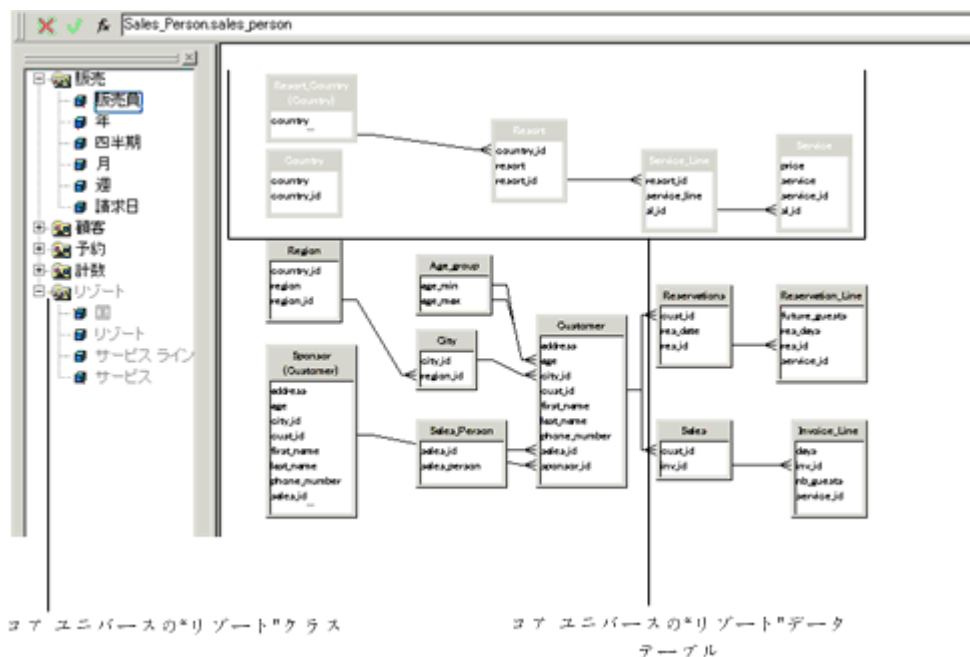 Sales_Person.sales_person
販売
販売員
年
四半期
月
週
請求日
顧客
予約
計数
リゾート
国
リゾート
サービス ライン
サービス
Resort_Country
(Country)
country
...
Country
country
country_id
Resort
country_id
resort
resort_id
Service_Line
resort_id
service_line
sl_id
Service
price
service
service_id
sl_id
Region
country_id
region
region_id
Age_group
age_min
age_max
City
city_id
region_id
Customer
address
age
city_id
cust_id
first_name
last_name
phone_number
sales_id
sponsor_id
Sponsor
(Customer)
address
age
city_id
cust_id
first_name
last_name
phone_number
sales_id
...
Sales_Person
sales_id
sales_person
Reservations
cust_id
res_date
res_id
Reservation_Line
future_guests
res_days
res_id
service_id
Sales
cust_id
inv_id
Invoice_Line
days
inv_id
nb_guests
service_id
コア ユニバースの“リゾート”クラス
コア ユニバースの“リゾート”データ
テーブル